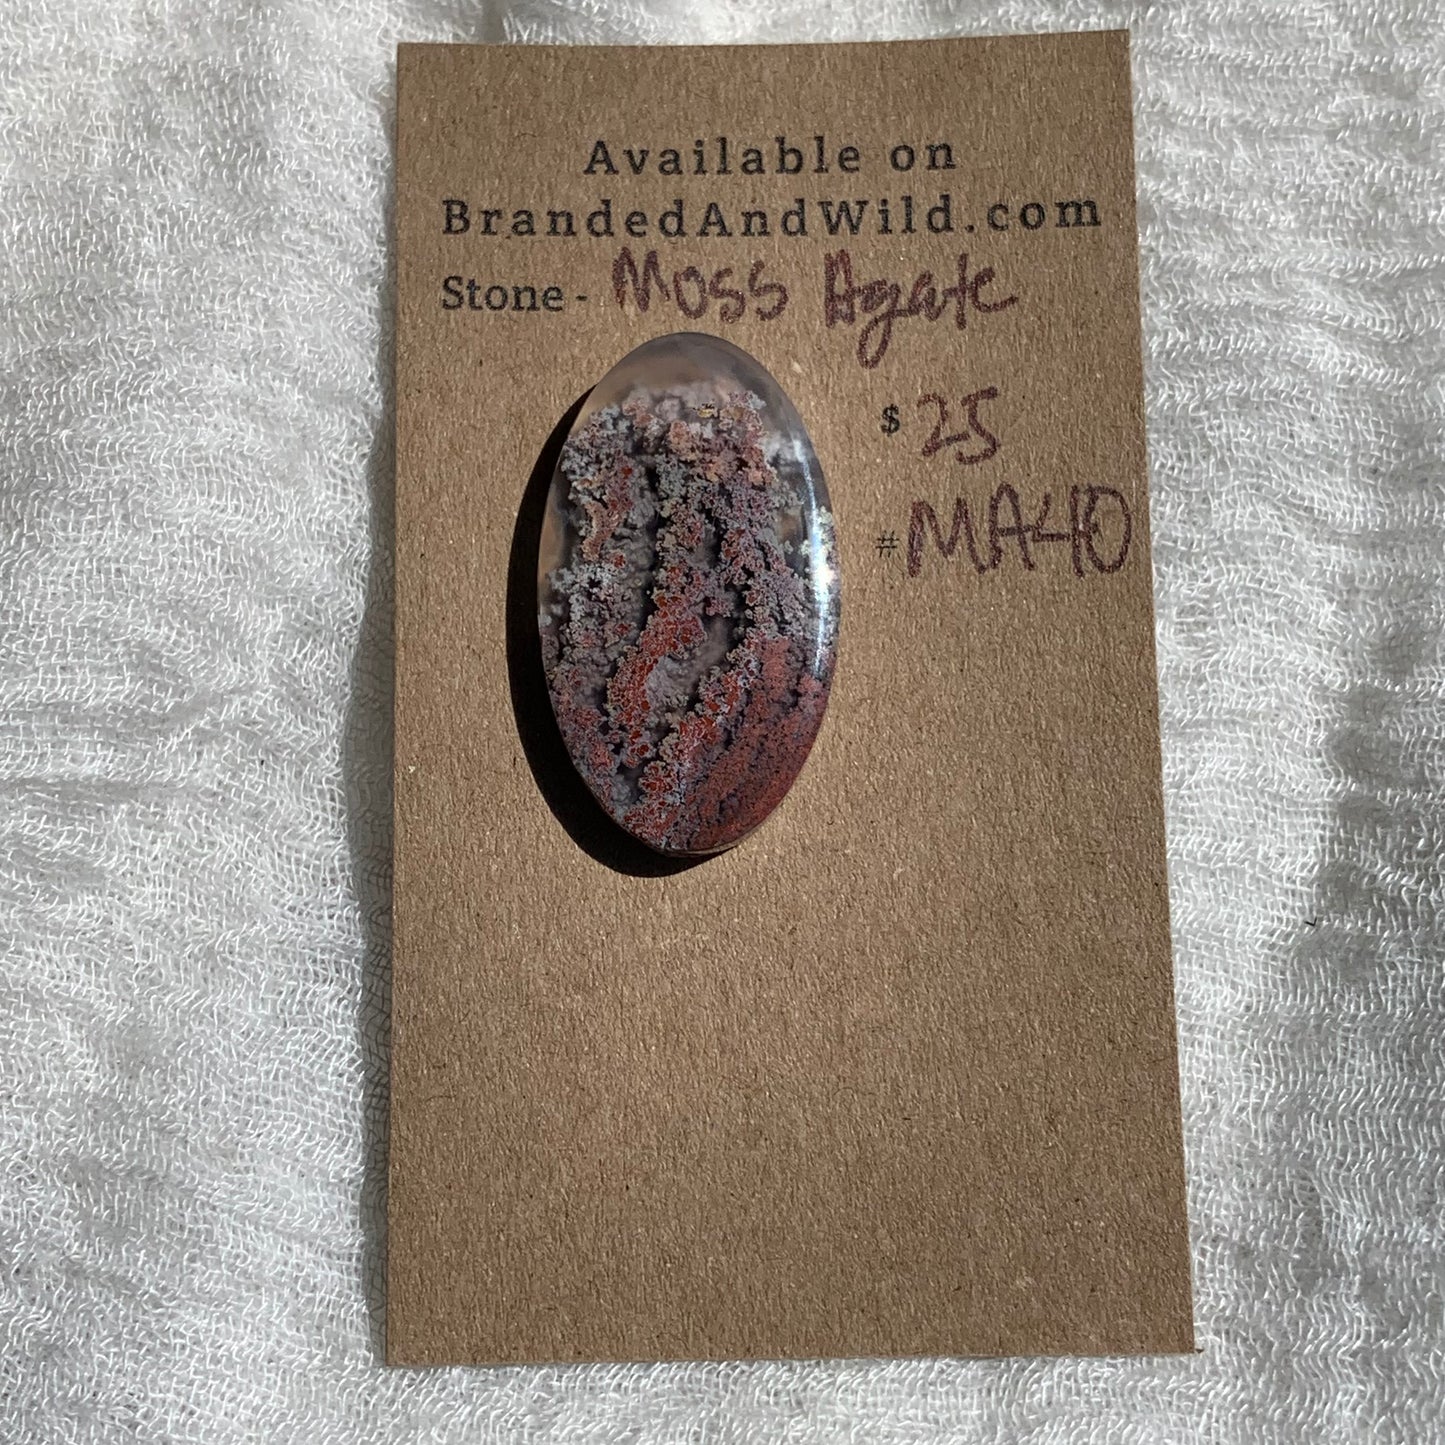 Available on
BrandedAndWild.com
Stone - Moss Agate
$ 25
# MA40